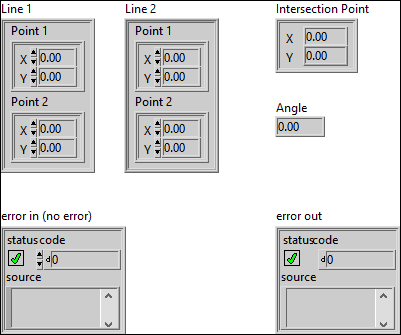 Line 1 Line 2 Intersection Point
Point 1 Point 1
X 0.00 X 0.00 X 0.00
Y 0.00 Y 0.00 Y 0.00
Point 2 Point 2 Angle
X 0.00 X 0.00 0.00
Y 0.00 Y 0.00
error in (no error) error out
status code status code
d 0 d 0
source source